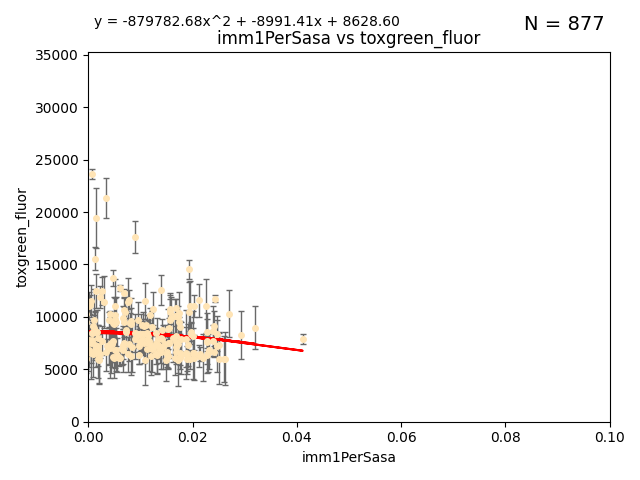 y = -879782.68x^2 + -8991.41x + 8628.60
N = 877
imm1PerSasa vs toxgreen_fluor
35000
30000
25000
20000
15000
10000
5000
0
toxgreen_fluor
0.00 0.02 0.04 0.06 0.08 0.10
imm1PerSasa